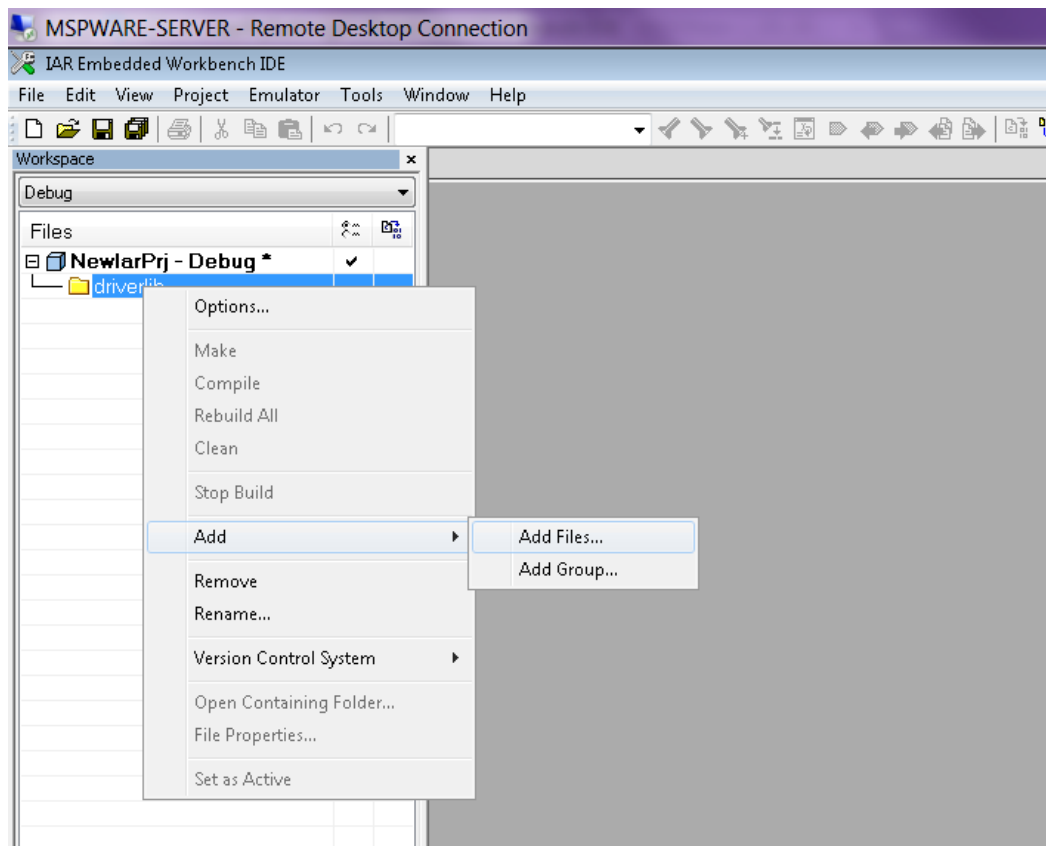 MSPWARE-SERVER - Remote Desktop Connection
IAR Embedded Workbench IDE
File Edit View Project Emulator Tools Window Help
Workspace
Debug
Files
NewIarPrj - Debug *
driverlib
Options...
Make
Compile
Rebuild All
Clean
Stop Build
Add
Add Files...
Add Group...
Remove
Rename...
Version Control System
Open Containing Folder...
File Properties...
Set as Active